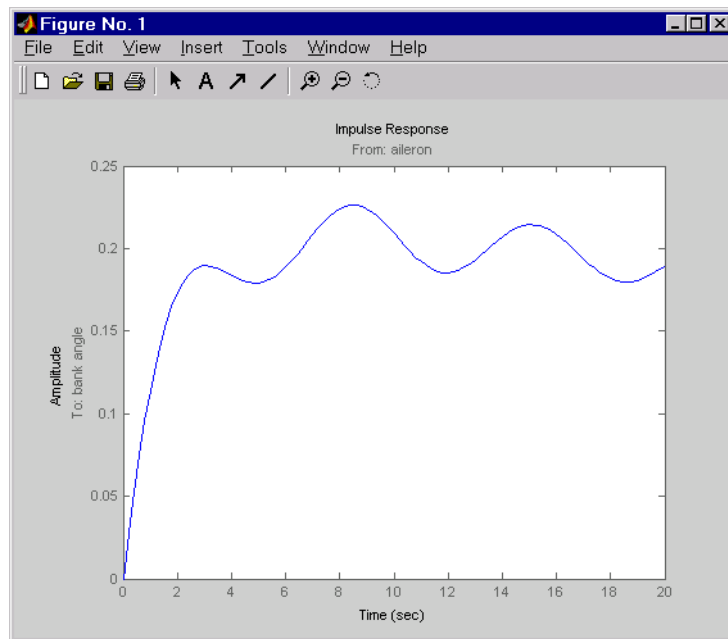 Figure No. 1
File Edit View Insert Tools Window Help
A
Impulse Response
From: aileron
0.25
0.2
0.15
0.1
0.05
0
Amplitude
To: bank angle
0 2 4 6 8 10 12 14 16 18 20
Time (sec)